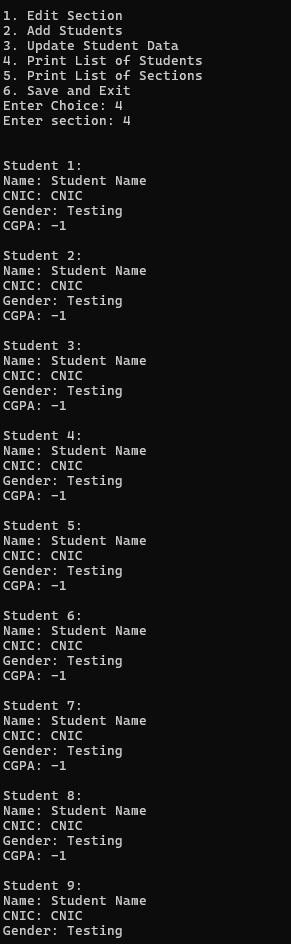 1. Edit Section
2. Add Students
3. Update Student Data
4. Print List of Students
5. Print List of Sections
6. Save and Exit
Enter Choice: 4
Enter section: 4
Student 1:
Name: Student Name
CNIC: CNIC
Gender: Testing
CGPA: -1
Student 2:
Name: Student Name
CNIC: CNIC
Gender: Testing
CGPA: -1
Student 3:
Name: Student Name
CNIC: CNIC
Gender: Testing
CGPA: -1
Student 4:
Name: Student Name
CNIC: CNIC
Gender: Testing
CGPA: -1
Student 5:
Name: Student Name
CNIC: CNIC
Gender: Testing
CGPA: -1
Student 6:
Name: Student Name
CNIC: CNIC
Gender: Testing
CGPA: -1
Student 7:
Name: Student Name
CNIC: CNIC
Gender: Testing
CGPA: -1
Student 8:
Name: Student Name
CNIC: CNIC
Gender: Testing
CGPA: -1
Student 9:
Name: Student Name
CNIC: CNIC
Gender: Testing